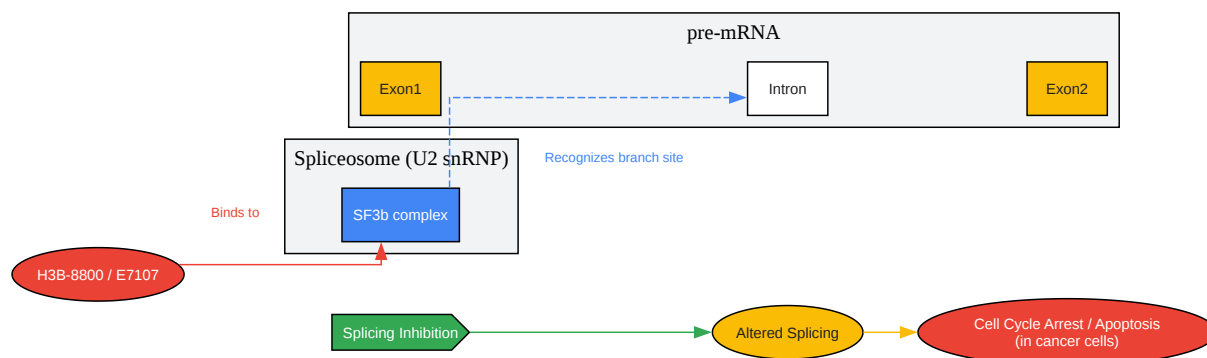 pre-mRNA
Exon1
Intron
Exon2
Spliceosome (U2 snRNP)
Recognizes branch site
SF3b complex
Binds to
H3B-8800 / E7107
Splicing Inhibition
Altered Splicing
Cell Cycle Arrest / Apoptosis
(in cancer cells)